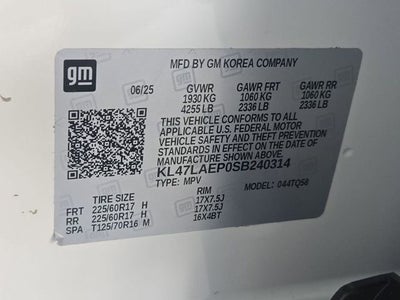 gm
MFD BY GM KOREA COMPANY
06/25 GVWR GAWR FRT GAWR RR
1930 KG 1060 KG 1060 KG
4255 LB 2336 LB 2336 LB
THIS VEHICLE CONFORMS TO ALL
APPLICABLE U.S. FEDERAL MOTOR
VEHICLE SAFETY AND THEFT PREVENTION
STANDARDS IN EFFECT ON THE DATE OF
MANUFACTURE SHOWN ABOVE.
KL47LAEP0SB240314
TYPE: MPV MODEL: 044TQ58
TIRE SIZE RIM
FRT 225/60R17 H 17X7.5J
RR 225/60R17 H 17X7.5J
SPA T125/70R16 M 16X4BT